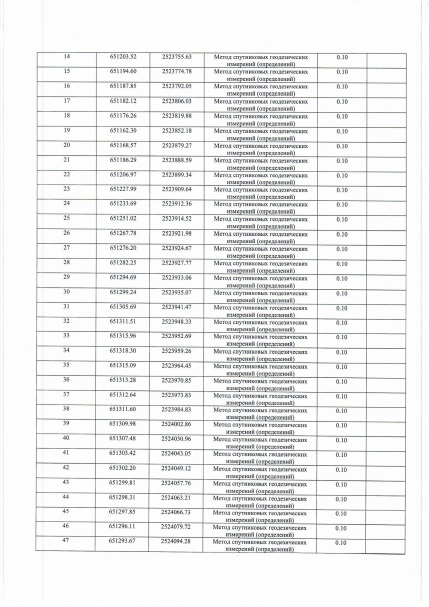 14 651203.52 2523755.63 Метод спутниковых геодезических 0.10
измерений (определений)
15 651194.60 2523774.78 Метод спутниковых геодезических 0.10
измерений (определений)
16 651187.85 2523792.05 Метод спутниковых геодезических 0.10
измерений (определений)
17 651182.12 2523806.03 Метод спутниковых геодезических 0.10
измерений (определений)
18 651176.26 2523819.88 Метод спутниковых геодезических 0.10
измерений (определений)
19 651162.30 2523852.18 Метод спутниковых геодезических 0.10
измерений (определений)
20 651168.57 2523879.27 Метод спутниковых геодезических 0.10
измерений (определений)
21 651186.29 2523888.59 Метод спутниковых геодезических 0.10
измерений (определений)
22 651206.97 2523899.34 Метод спутниковых геодезических 0.10
измерений (определений)
23 651227.99 2523909.64 Метод спутниковых геодезических 0.10
измерений (определений)
24 651233.69 2523912.36 Метод спутниковых геодезических 0.10
измерений (определений)
25 651251.02 2523914.52 Метод спутниковых геодезических 0.10
измерений (определений)
26 651267.78 2523921.98 Метод спутниковых геодезических 0.10
измерений (определений)
27 651276.20 2523924.67 Метод спутниковых геодезических 0.10
измерений (определений)
28 651282.25 2523927.77 Метод спутниковых геодезических 0.10
измерений (определений)
29 651294.69 2523933.06 Метод спутниковых геодезических 0.10
измерений (определений)
30 651299.24 2523935.07 Метод спутниковых геодезических 0.10
измерений (определений)
31 651305.69 2523941.47 Метод спутниковых геодезических 0.10
измерений (определений)
32 651311.51 2523948.33 Метод спутниковых геодезических 0.10
измерений (определений)
33 651315.96 2523952.69 Метод спутниковых геодезических 0.10
измерений (определений)
34 651318.30 2523959.26 Метод спутниковых геодезических 0.10
измерений (определений)
35 651315.09 2523964.45 Метод спутниковых геодезических 0.10
измерений (определений)
36 651313.28 2523970.85 Метод спутниковых геодезических 0.10
измерений (определений)
37 651312.64 2523973.83 Метод спутниковых геодезических 0.10
измерений (определений)
38 651311.60 2523984.83 Метод спутниковых геодезических 0.10
измерений (определений)
39 651309.98 2524002.86 Метод спутниковых геодезических 0.10
измерений (определений)
40 651307.48 2524030.96 Метод спутниковых геодезических 0.10
измерений (определений)
41 651303.42 2524043.05 Метод спутниковых геодезических 0.10
измерений (определений)
42 651302.20 2524049.12 Метод спутниковых геодезических 0.10
измерений (определений)
43 651299.81 2524057.76 Метод спутниковых геодезических 0.10
измерений (определений)
44 651298.31 2524063.21 Метод спутниковых геодезических 0.10
измерений (определений)
45 651297.85 2524066.73 Метод спутниковых геодезических 0.10
измерений (определений)
46 651296.11 2524079.72 Метод спутниковых геодезических 0.10
измерений (определений)
47 651293.67 2524094.28 Метод спутниковых геодезических 0.10
измерений (определений)